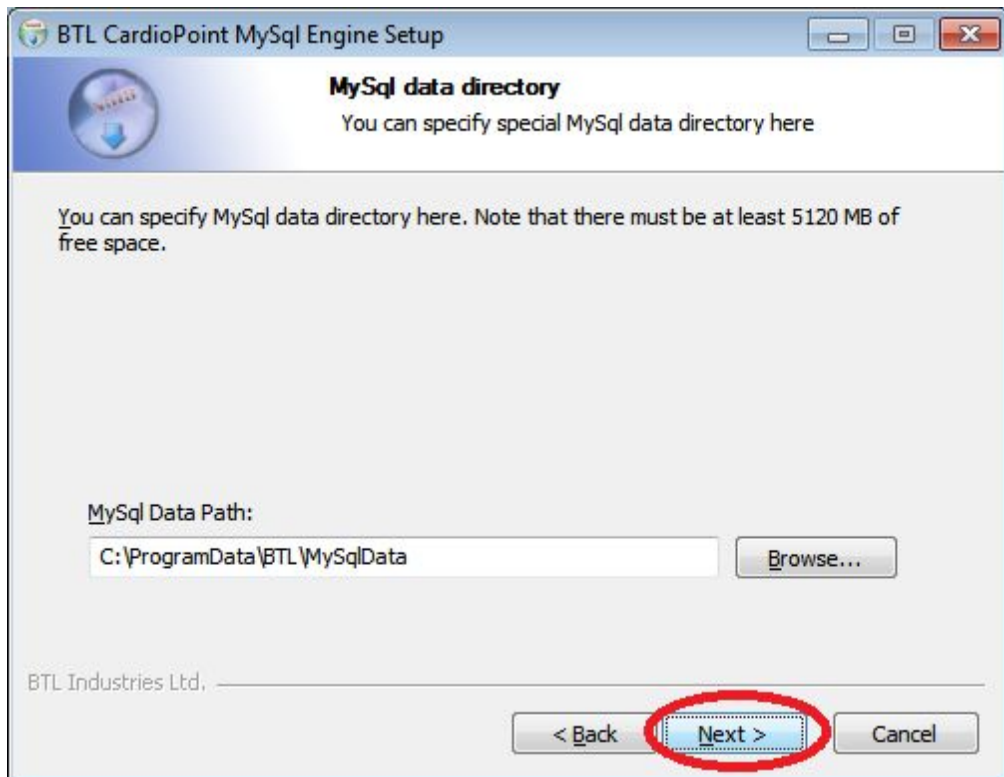 BTL CardioPoint MySql Engine Setup
MySql data directory
You can specify special MySql data directory here
You can specify MySql data directory here. Note that there must be at least 5120 MB of
free space.
MySql Data Path:
C:\ProgramData\BTL\MySqlData
Browse...
BTL Industries Ltd.
< Back
Next >
Cancel